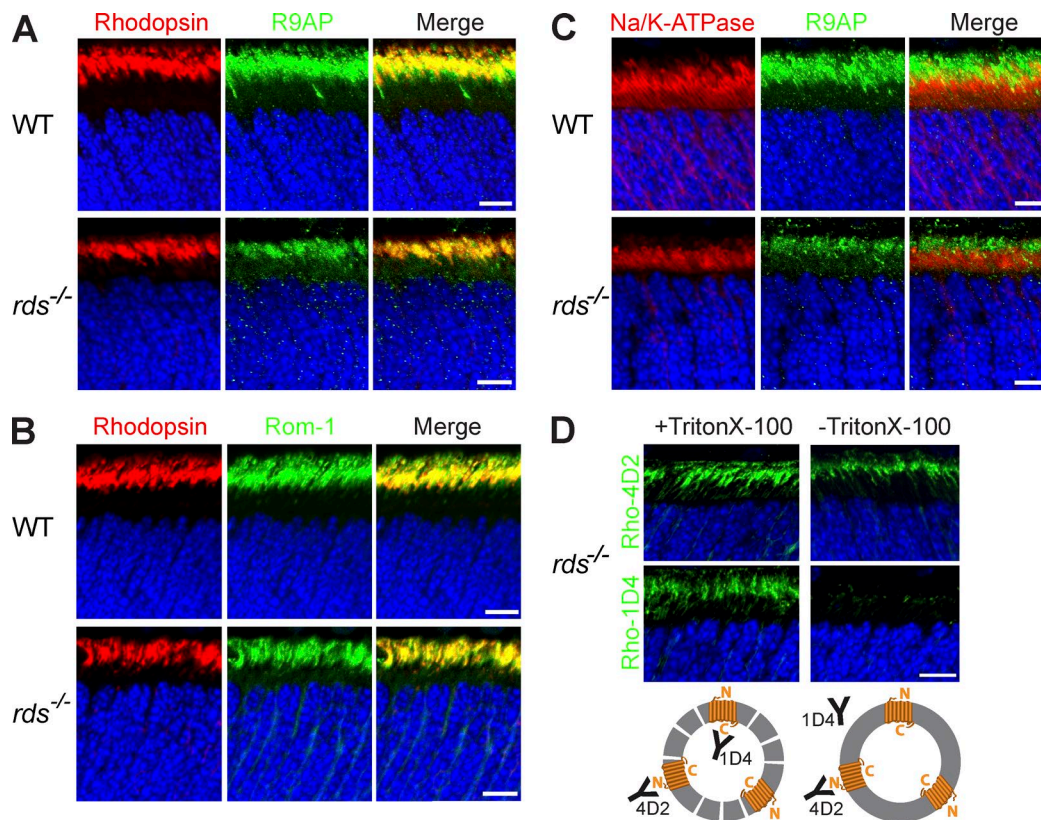 A
Rhodopsin R9AP Merge
WT
rds-/-
B
Rhodopsin Rom-1 Merge
WT
rds-/-
C
Na/K-ATPase R9AP Merge
WT
rds-/-
D
+TritonX-100 -TritonX-100
Rho-4D2
rds-/-
Rho-1D4
N
C
1D4
N
C
4D2
C
N
1D4
N
C
N
C
4D2
C
N